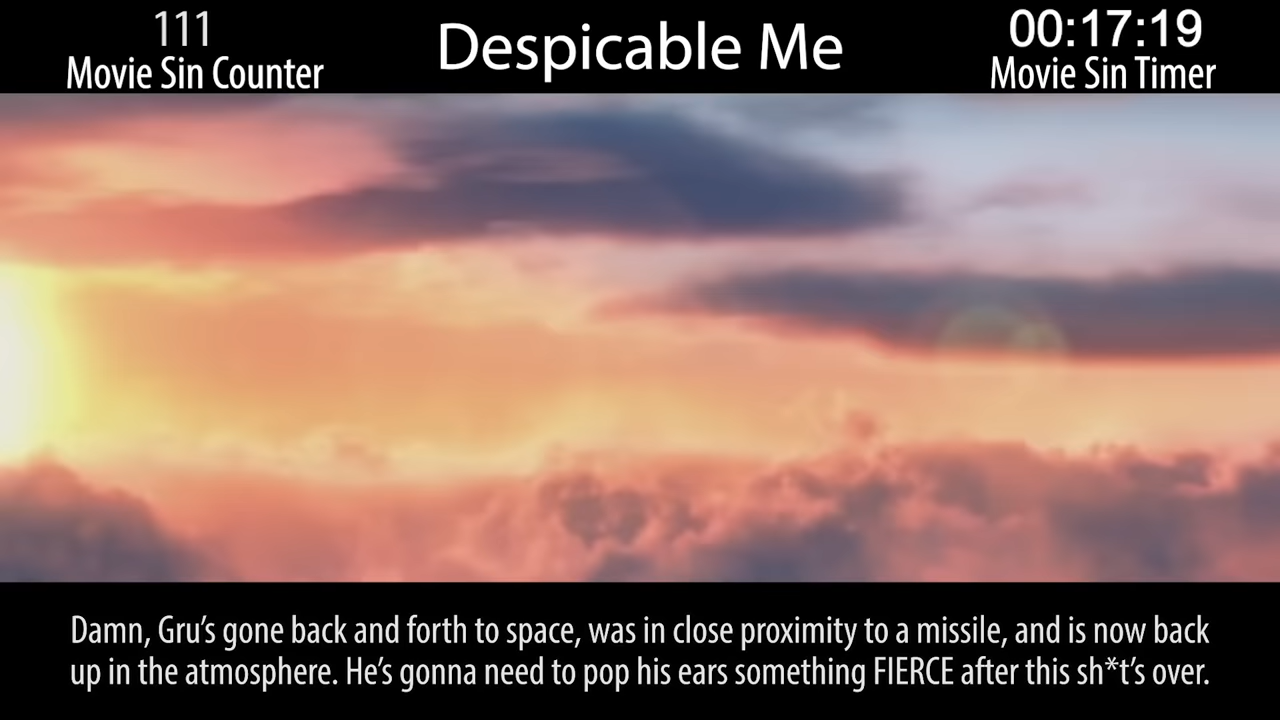 111
Movie Sin Counter
Despicable Me
00:17:19
Movie Sin Timer
Damn, Gru's gone back and forth to space, was in close proximity to a missile, and is now back
up in the atmosphere. He's gonna need to pop his ears something FIERCE after this sh*t's over.